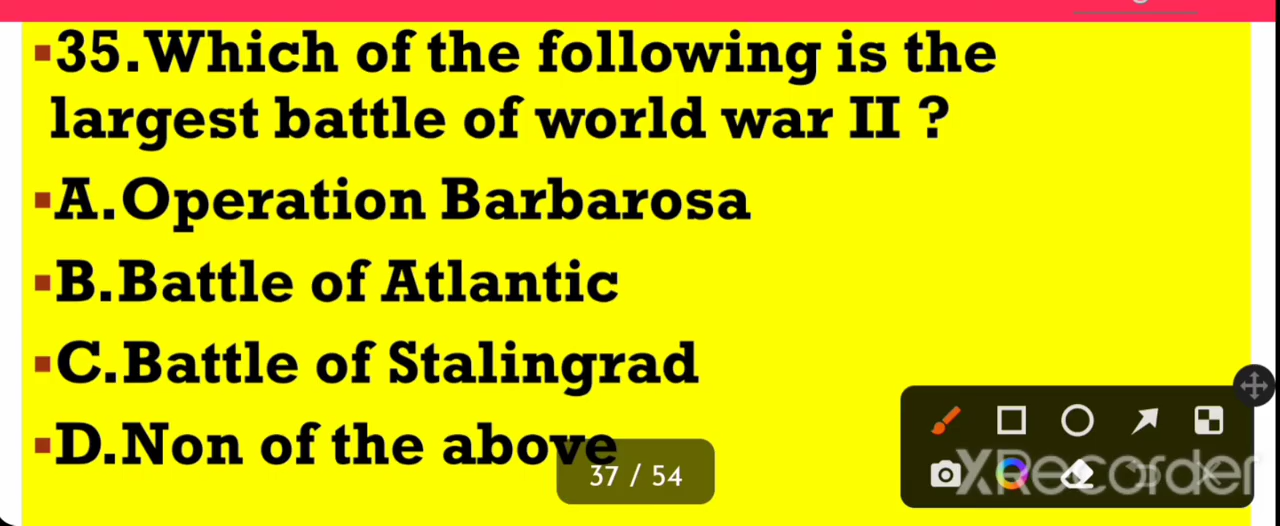 35.Which of the following is the
largest battle of world war II ?
A.Operation Barbarosa
B.Battle of Atlantic
C.Battle of Stalingrad
D.Non of the above
37 / 54
XRecorder